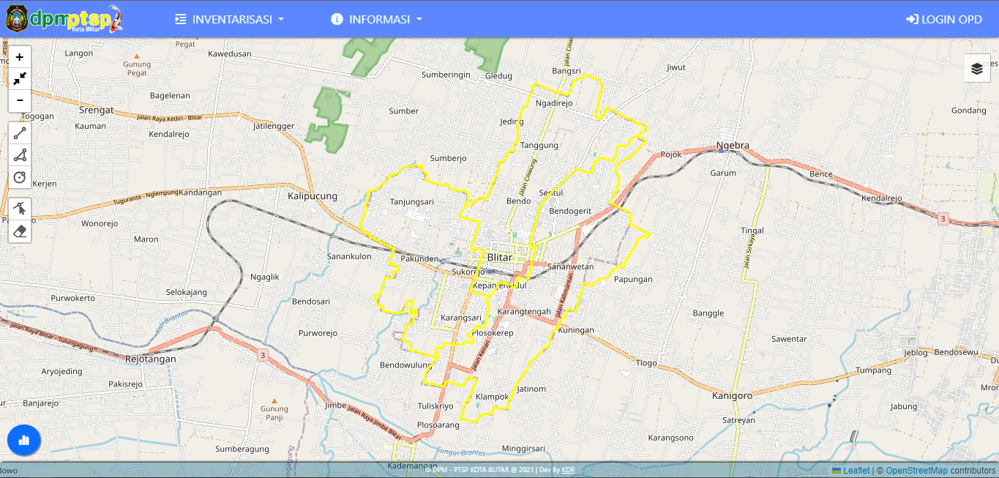 dpmptsp
Kota Blitar
INVENTARISASI
INFORMASI
LOGIN OPD
Pegat
Langon
Kawedusan
Gunung
Pegat
Sumberingin
Gledug
Bangsri
Jalan Ciliwung
Jiwut
Bagelenan
Ngadirejo
Srengat
Jalan Raya Kediri - Blitar
Sumber
Gondang
Togogan
Kauman
Jatilengger
Jeding
Kendalrejo
Tanggung
Ngebra
Sumberjo
Pojok
Garum
Bence
Kerjen
Jalan Ciliwung
Kandangan
Tugurante - Nglempung
Kalipucung
Tanjungsari
Bendo
Sentul
Kendalrejo
Bendogerit
Wonorejo
3
Maron
Tingal
Jalan Sirkaya
Sanankulon
Pakunden
Blitar
Sananwetan
Sukorejo
Ngaglik
Kepanjenkidul
Papungan
Selokajang
Purwokerto
Bendosari
Jalan Kalimantan
Karangsari
Karangtengah
Banggle
Kali Brantas
Jalan Raya Blitar - Tulungagung
Purworejo
Plosokerep
Kuningan
Sawentar
Rejotangan
3
Jalan Kenari
Tlogo
Jeblog
Bendosewu
Bendowulung
Tumpang
Aryojeding
Pakisrejo
Jatinom
Kanigoro
Klampok
Banjarejo
Gunung
Panji
Jimbe
Jalan Raya Jimbe Blitar
Tuliskriyo
Plosoarang
Jabung
Satreyan
Karangsono
Sumberagung
Sungai Brantas
Minggirsari
Kademangan
© DPM - PTSP KOTA BLITAR @ 2021 | Dev By KDR
Leaflet | © OpenStreetMap contributors